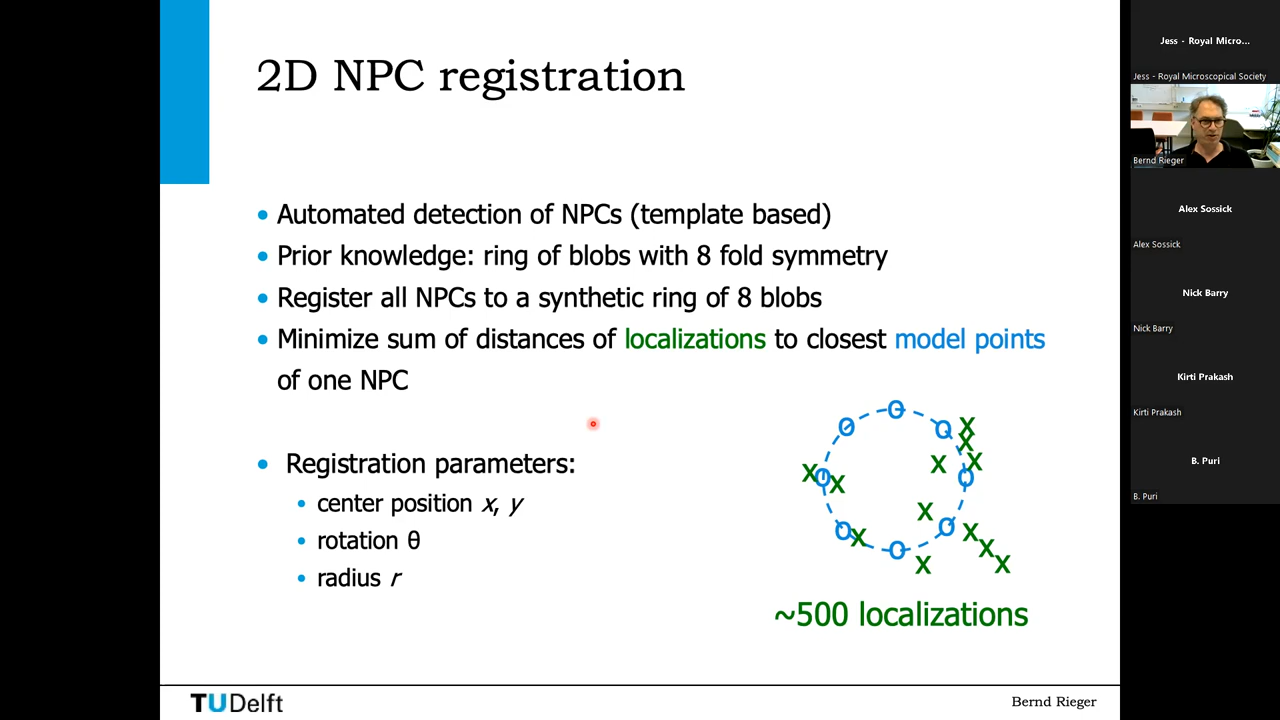 2D NPC registration
• Automated detection of NPCs (template based)
• Prior knowledge: ring of blobs with 8 fold symmetry
• Register all NPCs to a synthetic ring of 8 blobs
• Minimize sum of distances of localizations to closest model points
of one NPC
• Registration parameters:
• center position x, y
• rotation θ
• radius r
~500 localizations
TUDelft
Bernd Rieger
Jess - Royal Micro...
Jess - Royal Microscopical Society
Bernd Rieger
Alex Sossick
Alex Sossick
Nick Barry
Nick Barry
Kirti Prakash
Kirti Prakash
B. Puri
B. Puri